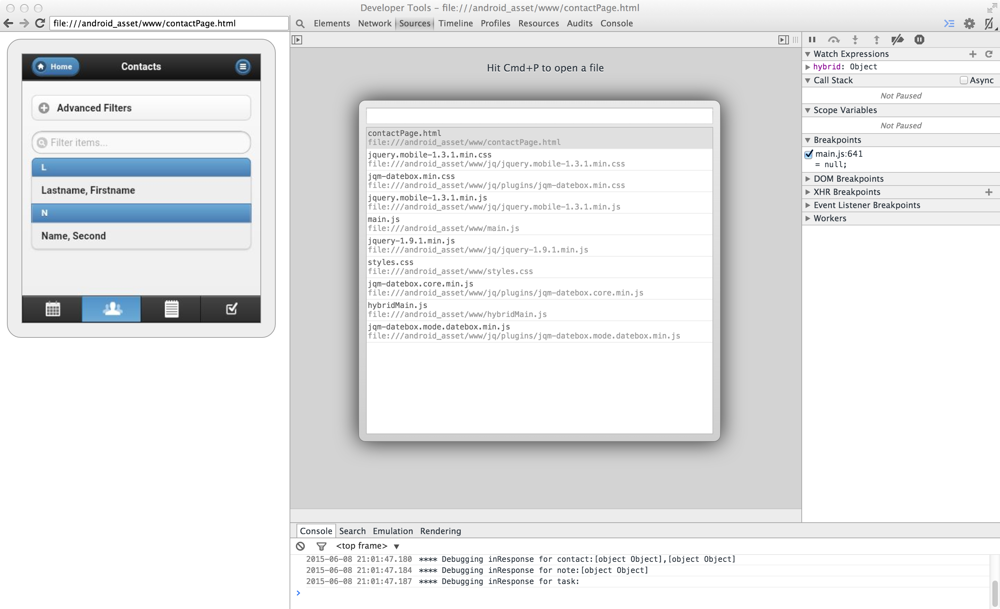 Developer Tools - file:///android_asset/www/contactPage.html
file:///android_asset/www/contactPage.html
Elements Network Sources Timeline Profiles Resources Audits Console
Home
Contacts
Advanced Filters
Filter items...
L
Lastname, Firstname
N
Name, Second
Hit Cmd+P to open a file
contactPage.html
file:///android_asset/www/contactPage.html
jquery.mobile-1.3.1.min.css
file:///android_asset/www/jq/jquery.mobile-1.3.1.min.css
jqm-datebox.min.css
file:///android_asset/www/jq/plugins/jqm-datebox.min.css
jquery.mobile-1.3.1.min.js
file:///android_asset/www/jq/jquery.mobile-1.3.1.min.js
main.js
file:///android_asset/www/main.js
jquery-1.9.1.min.js
file:///android_asset/www/jq/jquery-1.9.1.min.js
styles.css
file:///android_asset/www/styles.css
jqm-datebox.core.min.js
file:///android_asset/www/jq/plugins/jqm-datebox.core.min.js
hybridMain.js
file:///android_asset/www/hybridMain.js
jqm-datebox.mode.datebox.min.js
file:///android_asset/www/jq/plugins/jqm-datebox.mode.datebox.min.js
Watch Expressions
hybrid: Object
Call Stack
Async
Not Paused
Scope Variables
Not Paused
Breakpoints
main.js:641
= null;
DOM Breakpoints
XHR Breakpoints
Event Listener Breakpoints
Workers
Console Search Emulation Rendering
<top frame>
2015-06-08 21:01:47.180 **** Debugging inResponse for contact:[object Object],[object Object]
2015-06-08 21:01:47.184 **** Debugging inResponse for note:[object Object]
2015-06-08 21:01:47.187 **** Debugging inResponse for task: